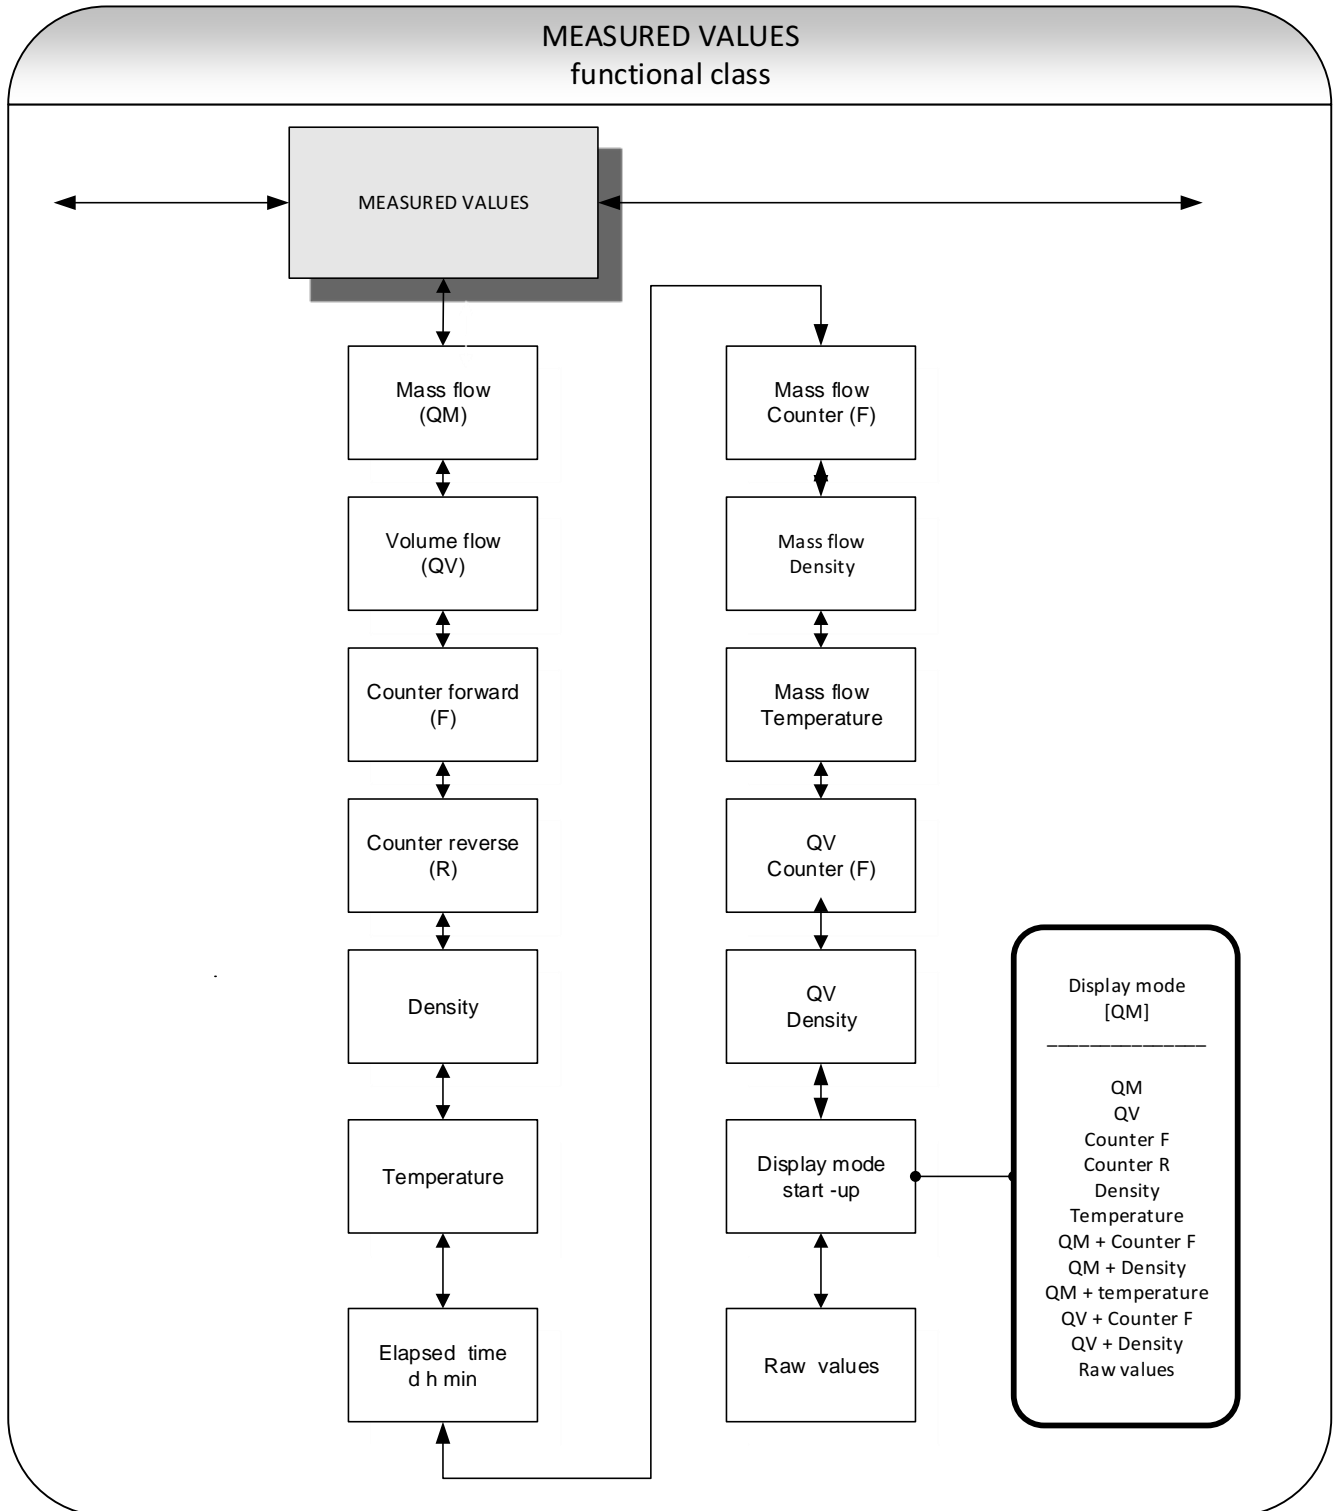 MEASURED VALUES
functional class
MEASURED VALUES
Mass flow
(QM)
Volume flow
(QV)
Counter forward
(F)
Counter reverse
(R)
Density
Temperature
Elapsed time
d h min
Mass flow
Counter (F)
Mass flow
Density
Mass flow
Temperature
QV
Counter (F)
QV
Density
Display mode
start -up
Raw values
Display mode
[QM]
_______________
QM
QV
Counter F
Counter R
Density
Temperature
QM + Counter F
QM + Density
QM + temperature
QV + Counter F
QV + Density
Raw values